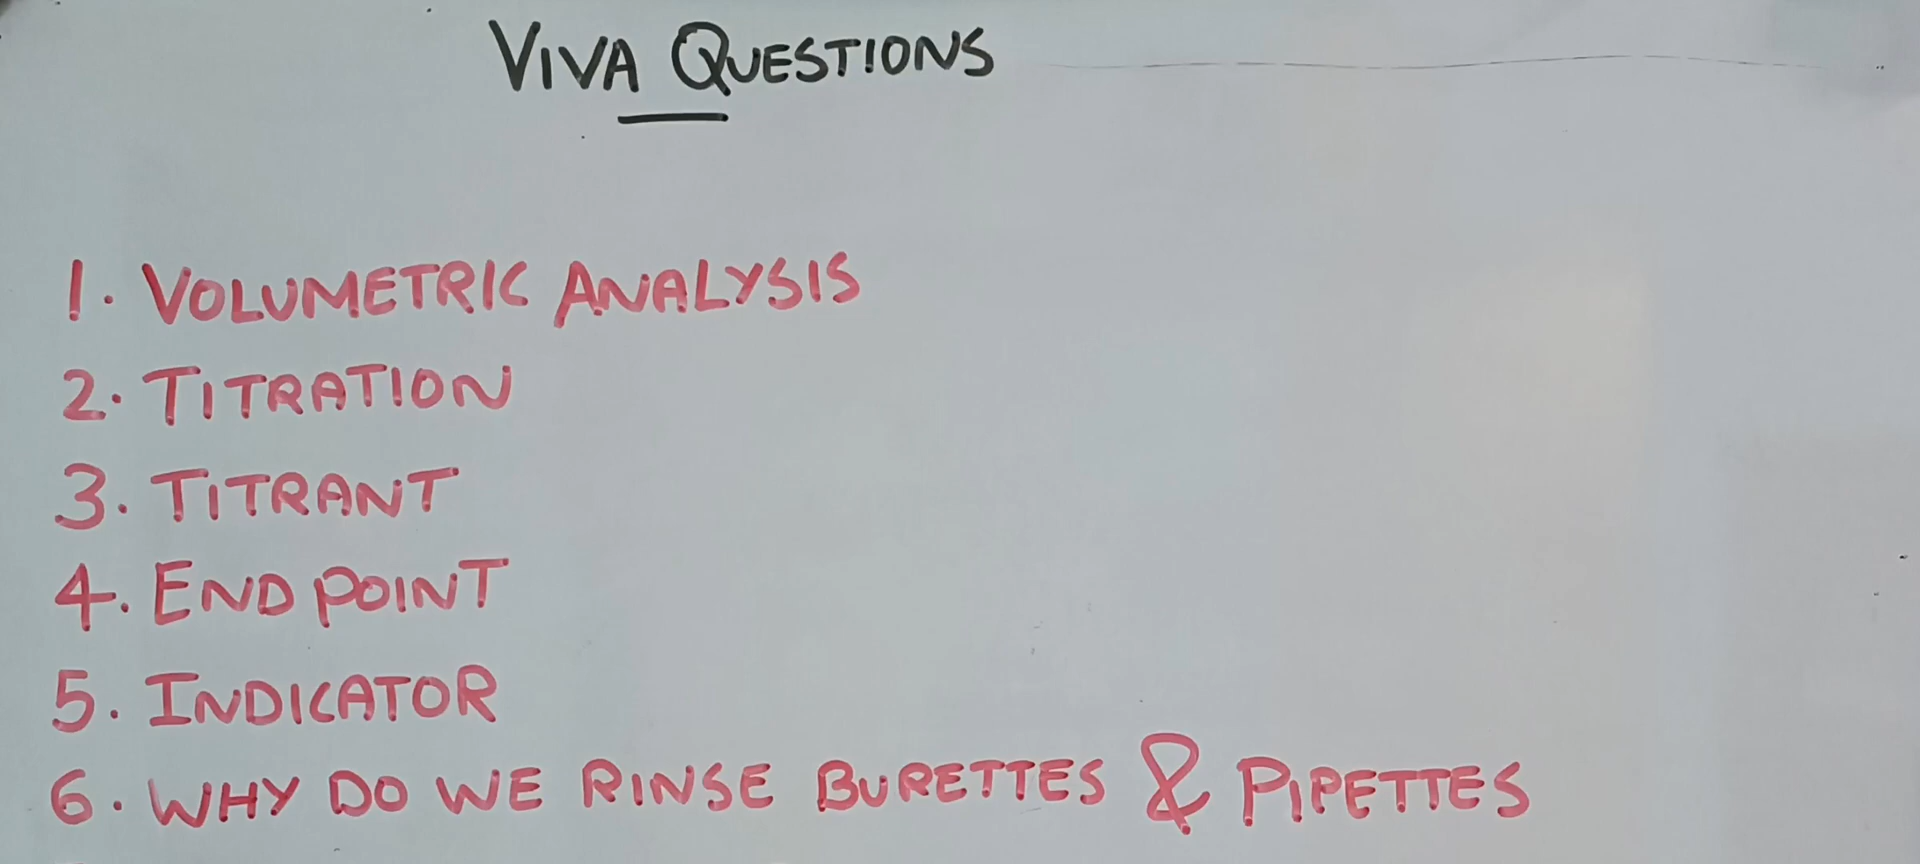 VIVA QUESTIONS
1. VOLUMETRIC ANALYSIS
2. TITRATION
3. TITRANT
4. END POINT
5. INDICATOR
6. WHY DO WE RINSE BURETTES & PIPETTES